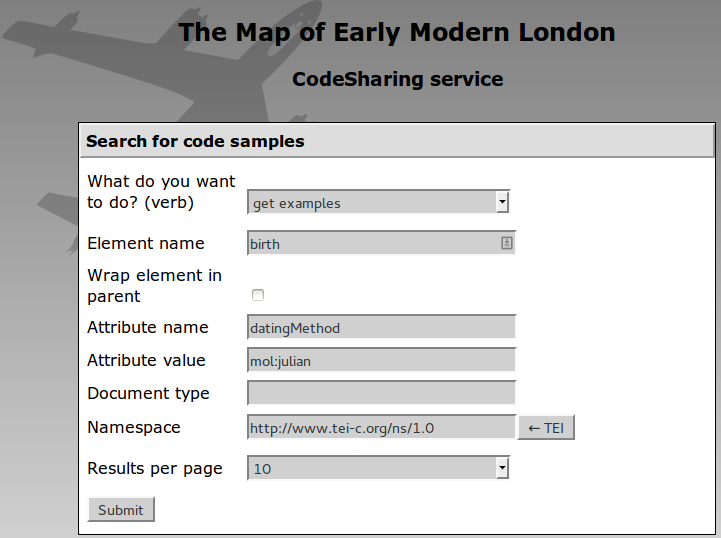 The Map of Early Modern London
CodeSharing service
Search for code samples
What do you want
to do? (verb)
get examples
Element name
birth
Wrap element in
parent
Attribute name
datingMethod
Attribute value
mol:julian
Document type
Namespace
http://www.tei-c.org/ns/1.0
← TEI
Results per page
10
Submit